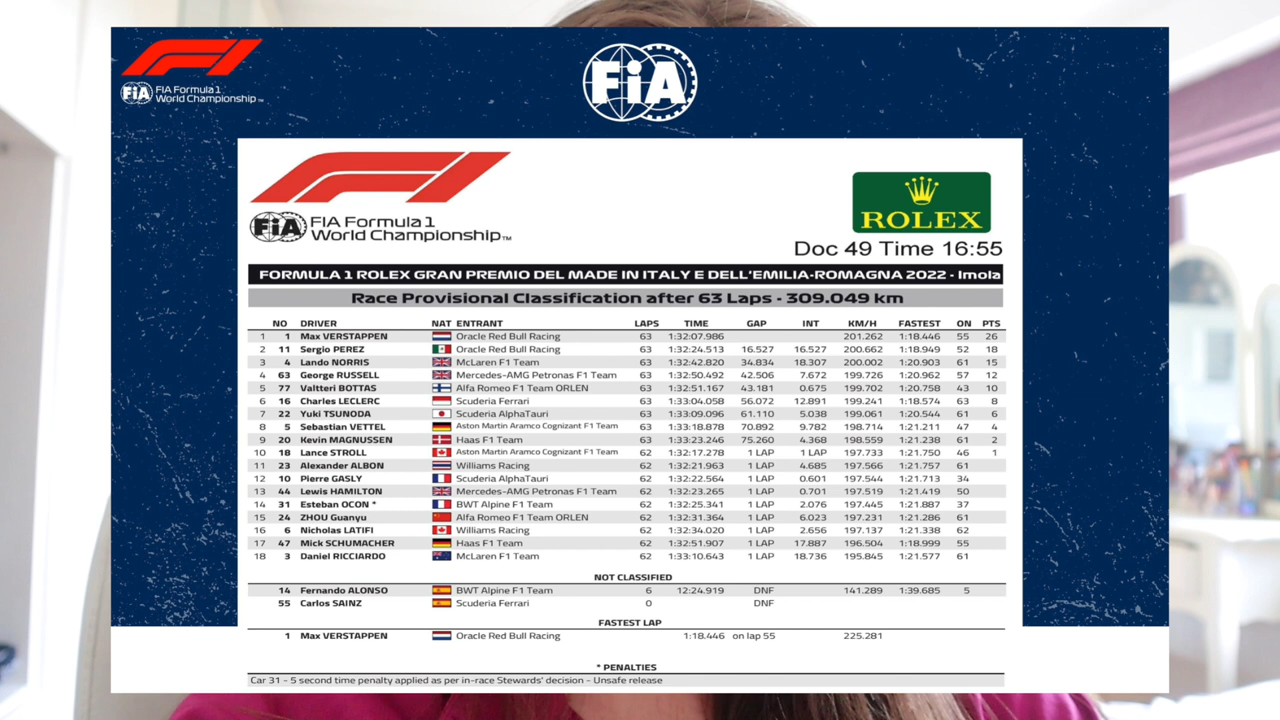 F1
FiA FIA Formula 1
World Championship™
FiA
F1
FiA FIA Formula 1
World Championship™
ROLEX
Doc 49 Time 16:55
FORMULA 1 ROLEX GRAN PREMIO DEL MADE IN ITALY E DELL'EMILIA-ROMAGNA 2022 - Imola
Race Provisional Classification after 63 Laps - 309.049 km
NO DRIVER NAT ENTRANT LAPS TIME GAP INT KM/H FASTEST ON PTS
1 1 Max VERSTAPPEN Oracle Red Bull Racing 63 1:32:07.986 201.262 1:18.446 55 26
2 11 Sergio PEREZ Oracle Red Bull Racing 63 1:32:24.513 16.527 16.527 200.662 1:18.949 52 18
3 4 Lando NORRIS McLaren F1 Team 63 1:32:42.820 34.834 18.307 200.002 1:20.903 61 15
4 63 George RUSSELL Mercedes-AMG Petronas F1 Team 63 1:32:50.492 42.506 7.672 199.726 1:20.962 57 12
5 77 Valtteri BOTTAS Alfa Romeo F1 Team ORLEN 63 1:32:51.167 43.181 0.675 199.702 1:20.758 43 10
6 16 Charles LECLERC Scuderia Ferrari 63 1:33:04.058 56.072 12.891 199.241 1:18.574 63 8
7 22 Yuki TSUNODA Scuderia AlphaTauri 63 1:33:09.096 61.110 5.038 199.061 1:20.544 61 6
8 5 Sebastian VETTEL Aston Martin Aramco Cognizant F1 Team 63 1:33:18.878 70.892 9.782 198.714 1:21.211 47 4
9 20 Kevin MAGNUSSEN Haas F1 Team 63 1:33:23.246 75.260 4.368 198.559 1:21.238 61 2
10 18 Lance STROLL Aston Martin Aramco Cognizant F1 Team 62 1:32:17.278 1 LAP 1 LAP 197.733 1:21.750 46 1
11 23 Alexander ALBON Williams Racing 62 1:32:21.963 1 LAP 4.685 197.566 1:21.757 61
12 10 Pierre GASLY Scuderia AlphaTauri 62 1:32:22.564 1 LAP 0.601 197.544 1:21.713 34
13 44 Lewis HAMILTON Mercedes-AMG Petronas F1 Team 62 1:32:23.265 1 LAP 0.701 197.519 1:21.419 50
14 31 Esteban OCON * BWT Alpine F1 Team 62 1:32:25.341 1 LAP 2.076 197.445 1:21.887 37
15 24 ZHOU Guanyu Alfa Romeo F1 Team ORLEN 62 1:32:31.364 1 LAP 6.023 197.231 1:21.286 61
16 6 Nicholas LATIFI Williams Racing 62 1:32:34.020 1 LAP 2.656 197.137 1:21.338 62
17 47 Mick SCHUMACHER Haas F1 Team 62 1:32:51.907 1 LAP 17.887 196.504 1:18.999 55
18 3 Daniel RICCIARDO McLaren F1 Team 62 1:33:10.643 1 LAP 18.736 195.845 1:21.577 61
NOT CLASSIFIED
14 Fernando ALONSO BWT Alpine F1 Team 6 12:24.919 DNF 141.289 1:39.685 5
55 Carlos SAINZ Scuderia Ferrari 0 DNF
FASTEST LAP
1 Max VERSTAPPEN Oracle Red Bull Racing 1:18.446 on lap 55 225.281
* PENALTIES
Car 31 - 5 second time penalty applied as per in-race Stewards' decision - Unsafe release